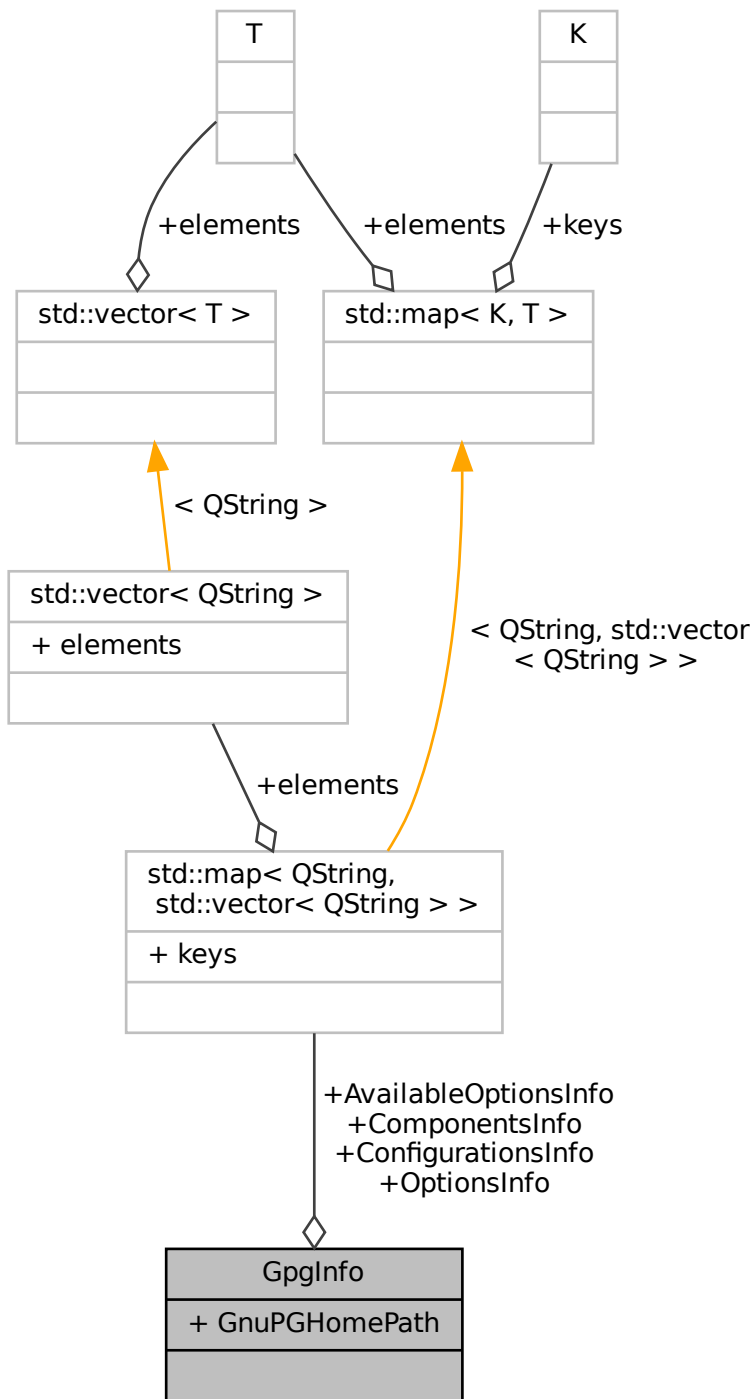 T
K
+elements
+elements
+keys
std::vector< T >
std::map< K, T >
< QString >
std::vector< QString >
+ elements
< QString, std::vector
< QString > >
+elements
std::map< QString,
std::vector< QString > >
+ keys
+AvailableOptionsInfo
+ComponentsInfo
+ConfigurationsInfo
+OptionsInfo
GpgInfo
+ GnuPGHomePath